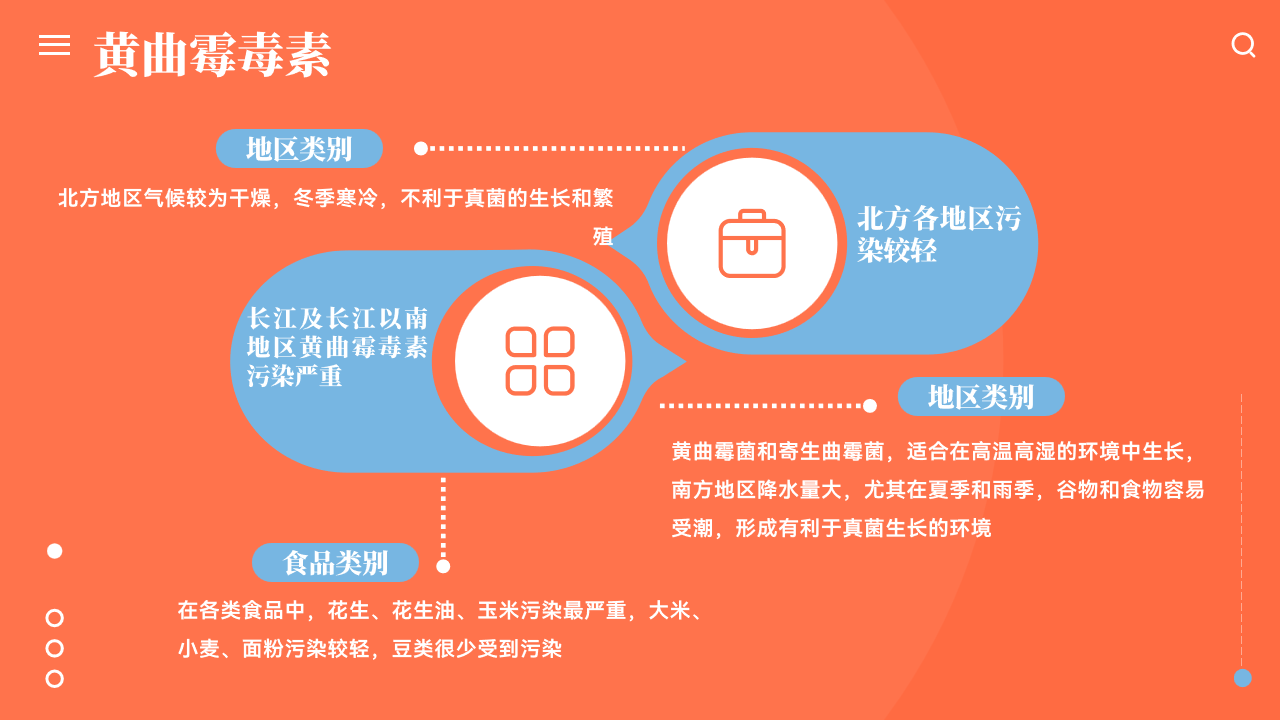 黄曲霉毒素
地区类别
北方地区气候较为干燥，冬季寒冷，不利于真菌的生长和繁
殖
北方各地区污
染较轻
长江及长江以南
地区黄曲霉毒素
污染严重
地区类别
黄曲霉菌和寄生曲霉菌，适合在高温高湿的环境中生长，
南方地区降水量大，尤其在夏季和雨季，谷物和食物容易
受潮，形成有利于真菌生长的环境
食品类别
在各类食品中，花生、花生油、玉米污染最严重，大米、
小麦、面粉污染较轻，豆类很少受到污染